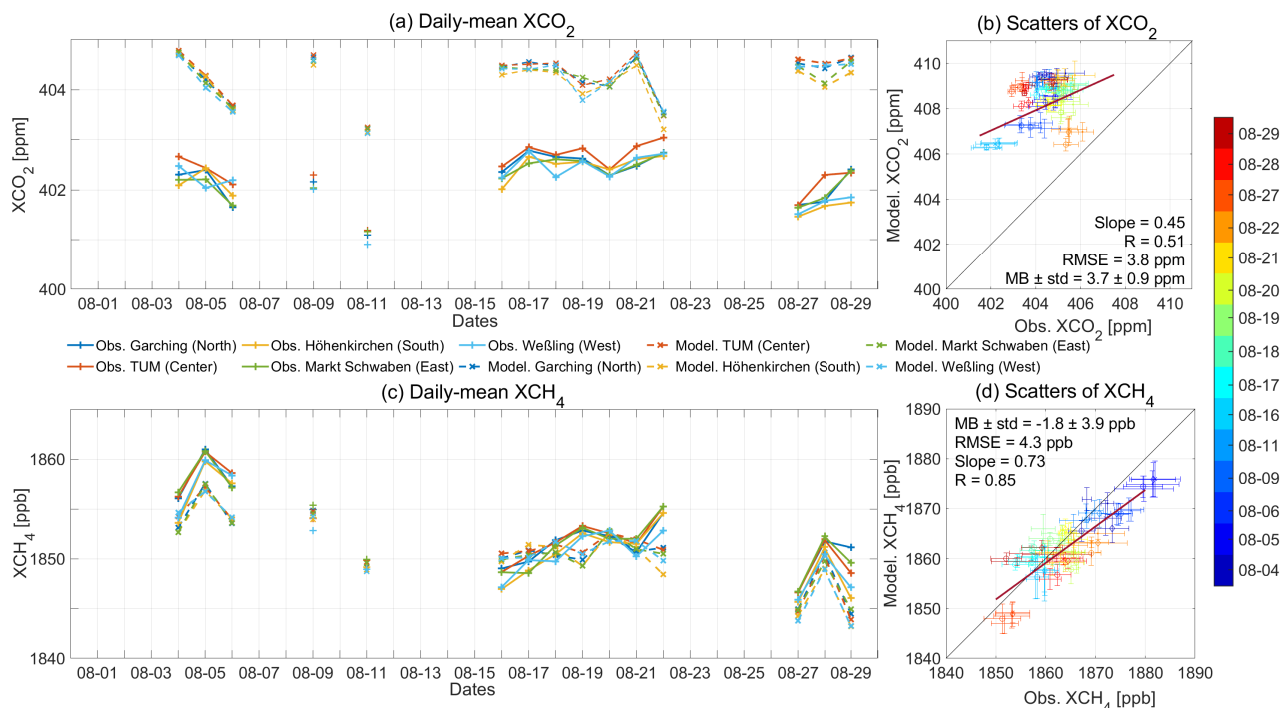 (a) Daily-mean XCO2
XCO2 [ppm]
404
402
400
08-01 08-03 08-05 08-07 08-09 08-11 08-13 08-15 08-17 08-19 08-21 08-23 08-25 08-27 08-29
Dates
(b) Scatters of XCO2
Model. XCO2 [ppm]
410
408
406
404
402
400
Slope = 0.45
R = 0.51
RMSE = 3.8 ppm
MB ± std = 3.7 ± 0.9 ppm
400 402 404 406 408 410
Obs. XCO2 [ppm]
Obs. Garching (North) Obs. Höhenkirchen (South) Obs. Weßling (West) Model. TUM (Center) Model. Markt Schwaben (East)
Obs. TUM (Center) Obs. Markt Schwaben (East) Model. Garching (North) Model. Höhenkirchen (South) Model. Weßling (West)
(c) Daily-mean XCH4
XCH4 [ppb]
1860
1850
1840
08-01 08-03 08-05 08-07 08-09 08-11 08-13 08-15 08-17 08-19 08-21 08-23 08-25 08-27 08-29
Dates
(d) Scatters of XCH4
Model. XCH4 [ppb]
1890
1880
1870
1860
1850
1840
MB ± std = -1.8 ± 3.9 ppb
RMSE = 4.3 ppb
Slope = 0.73
R = 0.85
1840 1850 1860 1870 1880 1890
Obs. XCH4 [ppb]
08-29
08-28
08-27
08-22
08-21
08-20
08-19
08-18
08-17
08-16
08-11
08-09
08-06
08-05
08-04